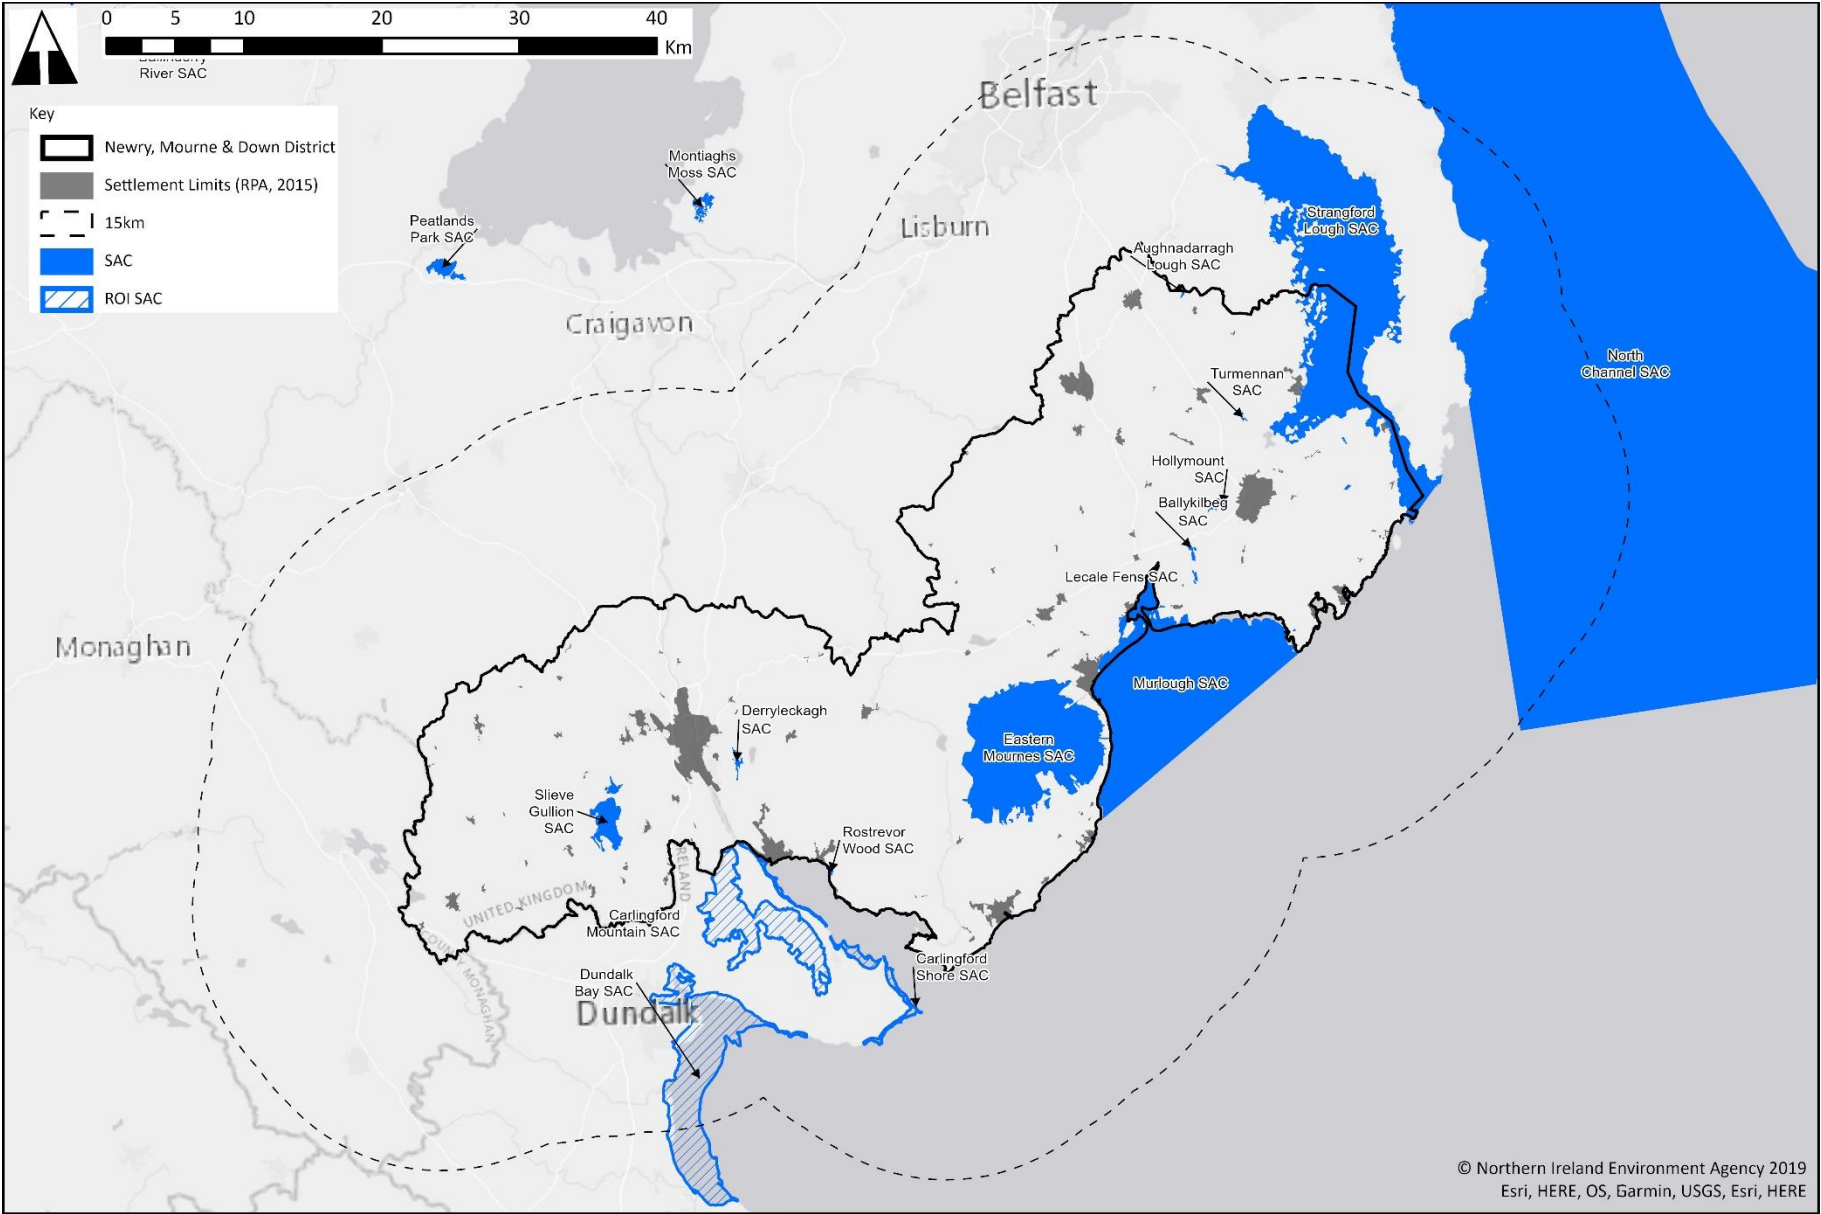 0 5 10 20 30 40
Km
River SAC
Key
Newry, Mourne & Down District
Settlement Limits (RPA, 2015)
15km
SAC
ROI SAC
Belfast
Montiaghs
Moss SAC
Peatlands
Park SAC
Lisburn
Strangford
Lough SAC
Aughnadarragh
Lough SAC
Craigavon
North
Channel SAC
Turmennan
SAC
Hollymount
SAC
Ballykilbeg
SAC
Lecale Fens SAC
Monaghan
Murlough SAC
Derryleckagh
SAC
Eastern
Mournes SAC
Slieve
Gullion
SAC
Rostrevor
Wood SAC
IRELAND
UNITED KINGDOM
Carlingford
Mountain SAC
COUNTY MONAGHAN
Carlingford
Shore SAC
Dundalk
Bay SAC
Dundalk
© Northern Ireland Environment Agency 2019
Esri, HERE, OS, Garmin, USGS, Esri, HERE